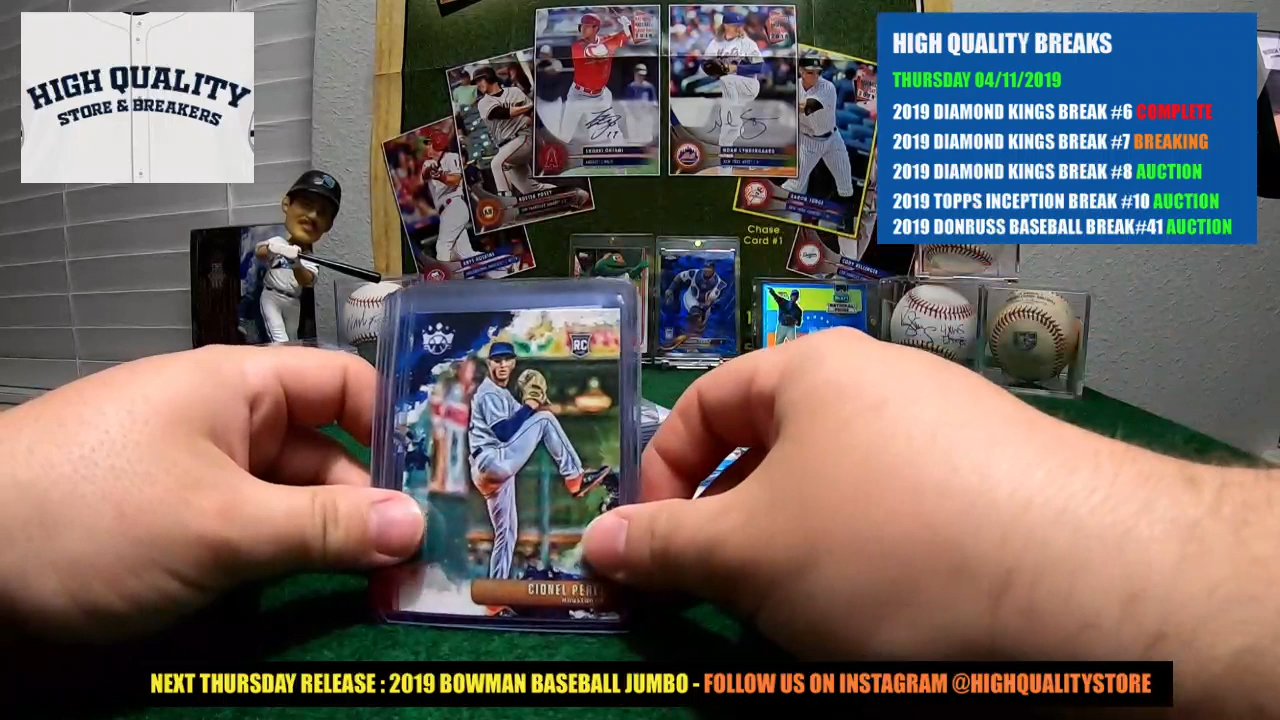 HIGH QUALITY
STORE & BREAKERS
HIGH QUALITY BREAKS
THURSDAY 04/11/2019
2019 DIAMOND KINGS BREAK #6 COMPLETE
2019 DIAMOND KINGS BREAK #7 BREAKING
2019 DIAMOND KINGS BREAK #8 AUCTION
2019 TOPPS INCEPTION BREAK #10 AUCTION
2019 DONRUSS BASEBALL BREAK#41 AUCTION
BUSTER POSEY
Chase
Card #1
RC
CIONEL
NEXT THURSDAY RELEASE : 2019 BOWMAN BASEBALL JUMBO - FOLLOW US ON INSTAGRAM @HIGHQUALITYSTORE